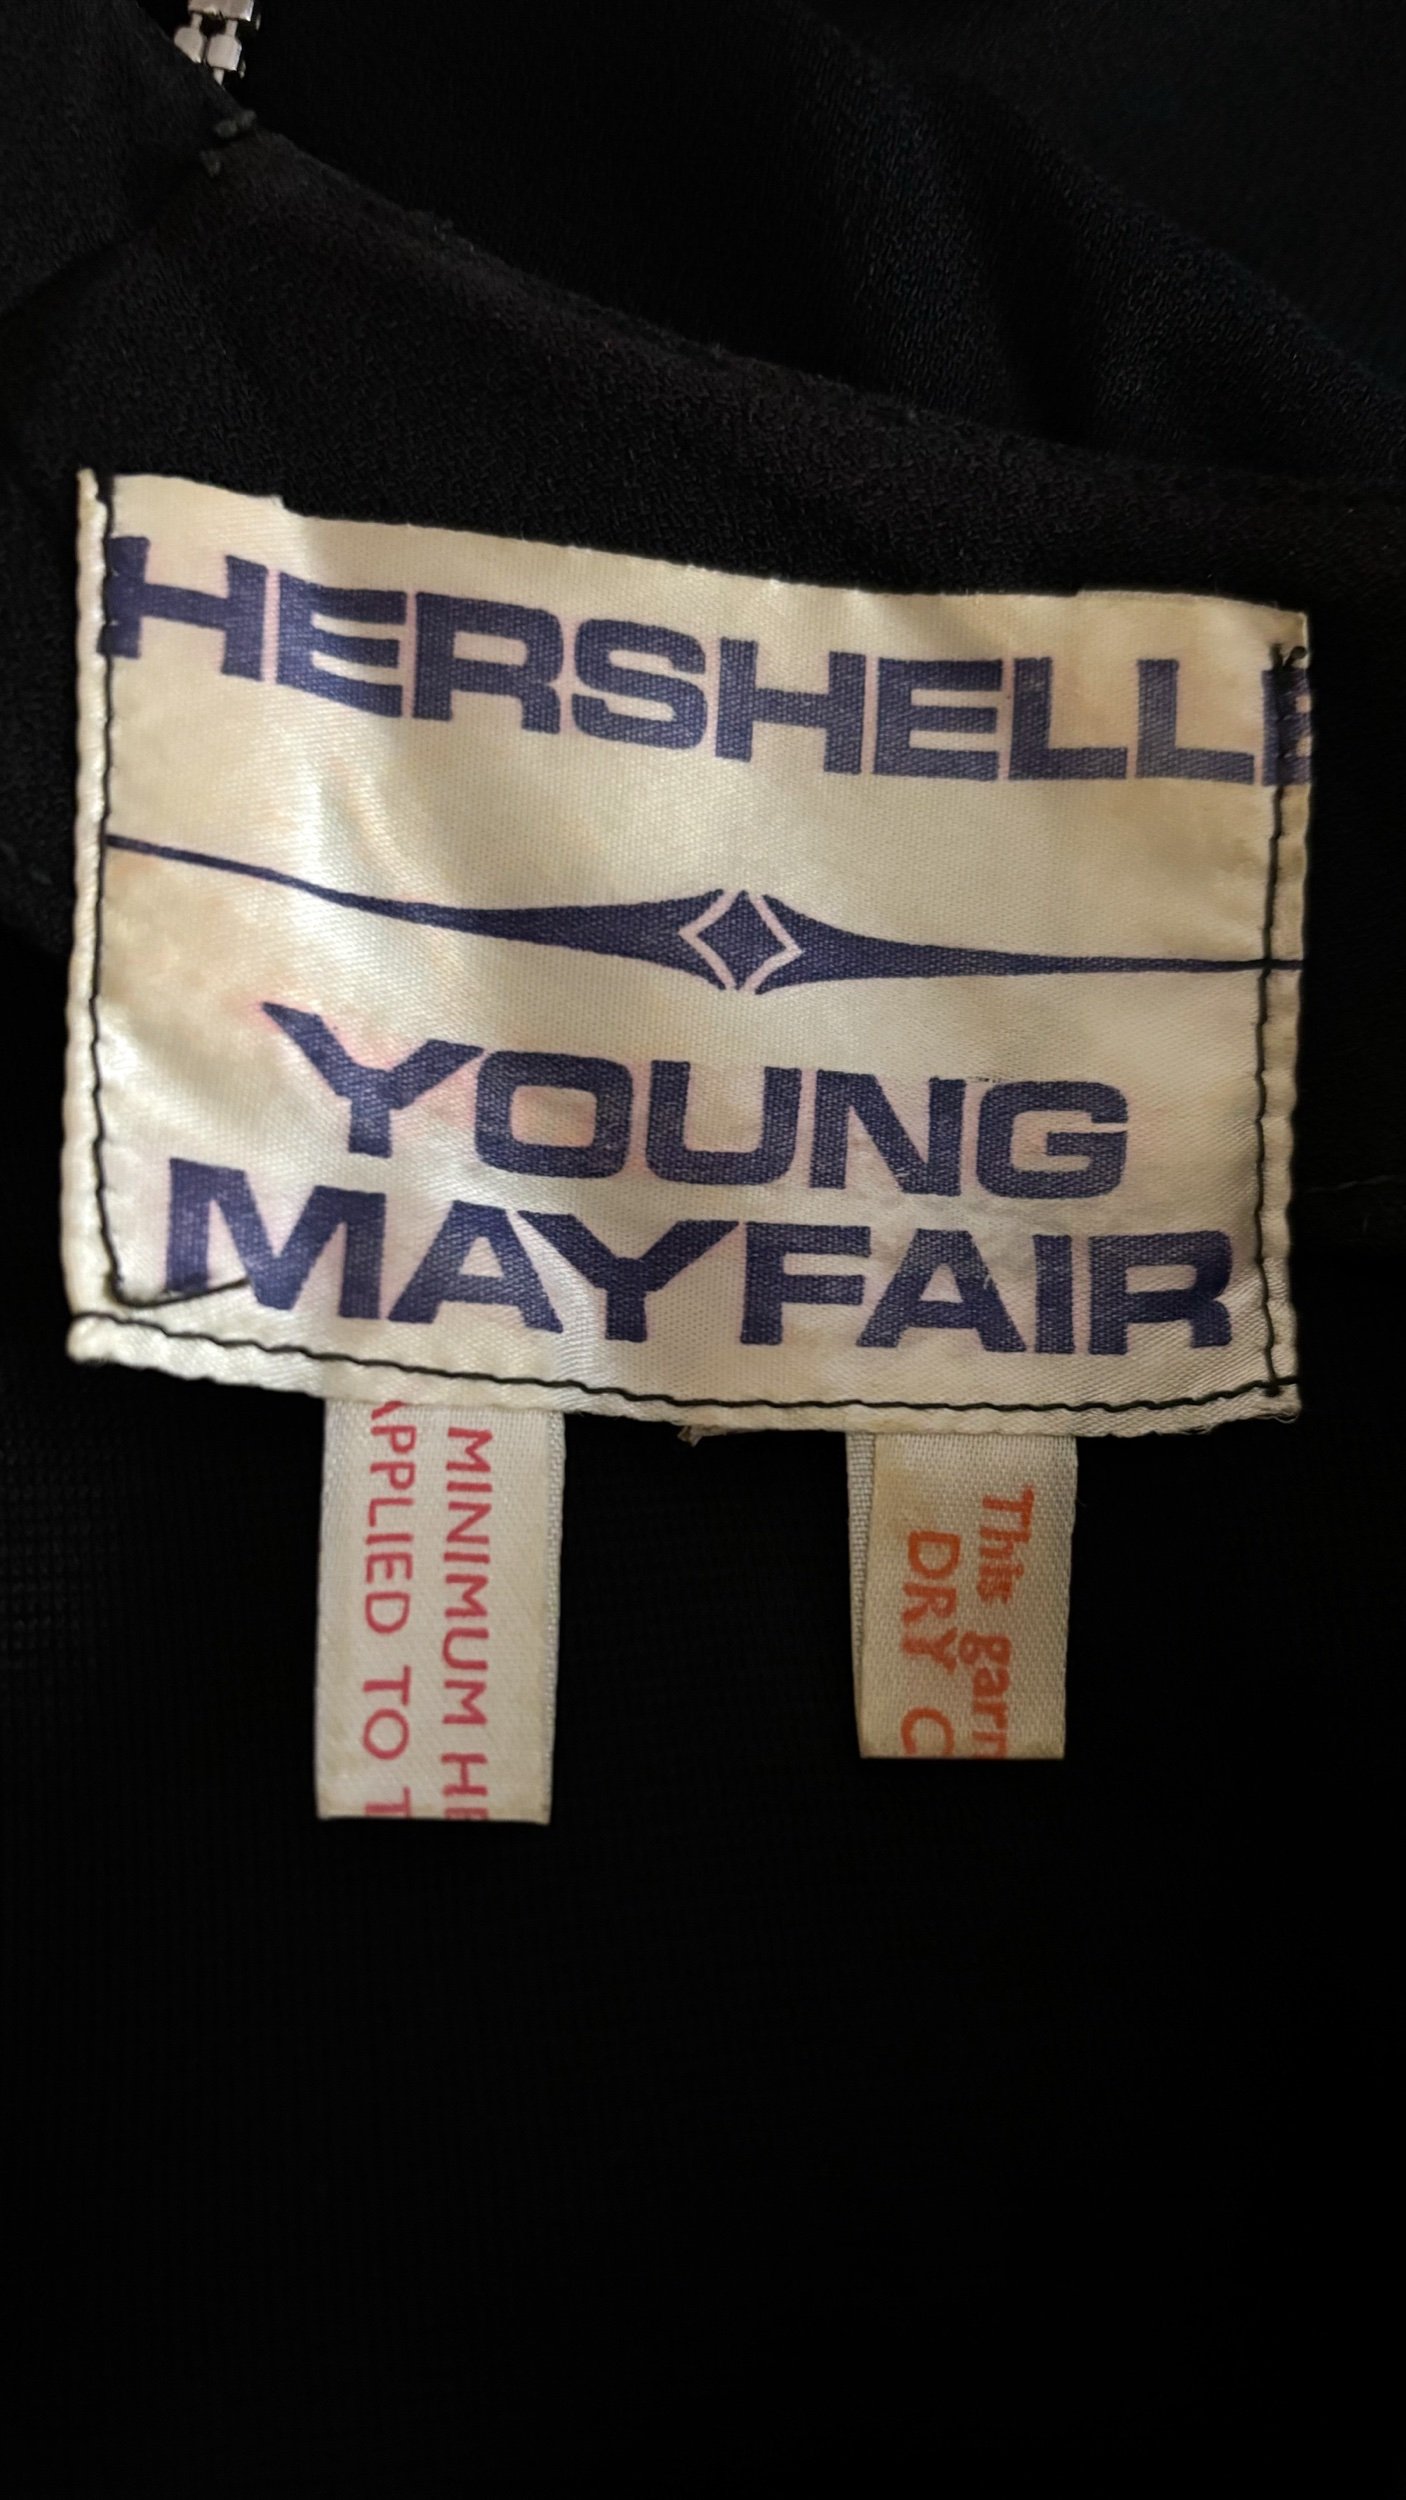 HERSHELLE
YOUNG
MAYFAIR
MINIMUM HE
APPLIED TO T
This garm
DRY C